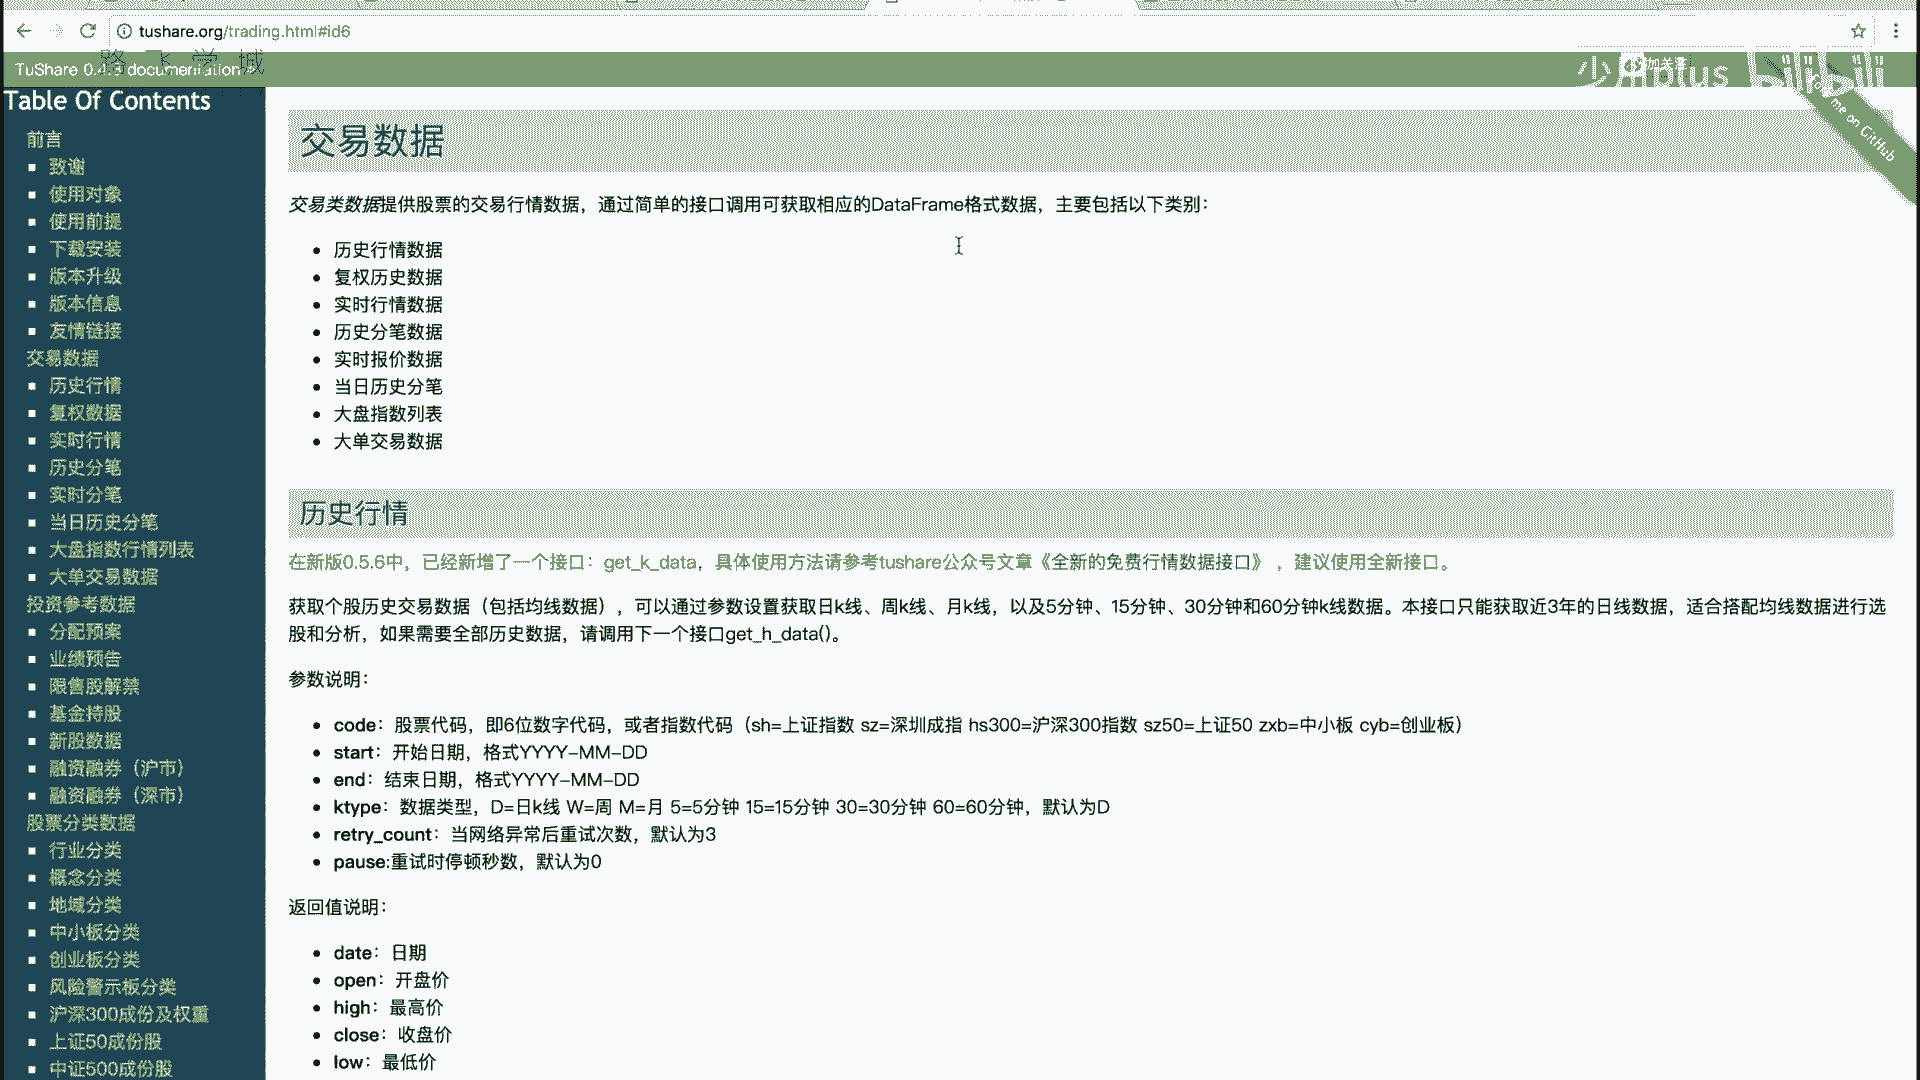 tushare.org/trading.html#id6
路 飞 学 城
TuShare 0.4.3 documentation »
加关注
plus bilibili
me on GitHub
Table Of Contents
前言
致谢
使用对象
使用前提
下载安装
版本升级
版本信息
友情链接
交易数据
历史行情
复权数据
实时行情
历史分笔
实时分笔
当日历史分笔
大盘指数行情列表
大单交易数据
投资参考数据
分配预案
业绩预告
限售股解禁
基金持股
新股数据
融资融券（沪市）
融资融券（深市）
股票分类数据
行业分类
概念分类
地域分类
中小板分类
创业板分类
风险警示板分类
沪深300成份及权重
上证50成份股
中证500成份股
交易数据
交易类数据提供股票的交易行情数据，通过简单的接口调用可获取相应的DataFrame格式数据，主要包括以下类别：
历史行情数据
复权历史数据
实时行情数据
历史分笔数据
实时报价数据
当日历史分笔
大盘指数列表
大单交易数据
历史行情
在新版0.5.6中，已经新增了一个接口：get_k_data，具体使用方法请参考tushare公众号文章《全新的免费行情数据接口》 ，建议使用全新接口。
获取个股历史交易数据（包括均线数据），可以通过参数设置获取日k线、周k线、月k线，以及5分钟、15分钟、30分钟和60分钟k线数据。本接口只能获取近3年的日线数据，适合搭配均线数据进行选
股和分析，如果需要全部历史数据，请调用下一个接口get_h_data()。
参数说明：
code：股票代码，即6位数字代码，或者指数代码（sh=上证指数 sz=深圳成指 hs300=沪深300指数 sz50=上证50 zxb=中小板 cyb=创业板）
start：开始日期，格式YYYY-MM-DD
end：结束日期，格式YYYY-MM-DD
ktype：数据类型，D=日k线 W=周 M=月 5=5分钟 15=15分钟 30=30分钟 60=60分钟，默认为D
retry_count：当网络异常后重试次数，默认为3
pause:重试时停顿秒数，默认为0
返回值说明：
date：日期
open：开盘价
high：最高价
close：收盘价
low：最低价